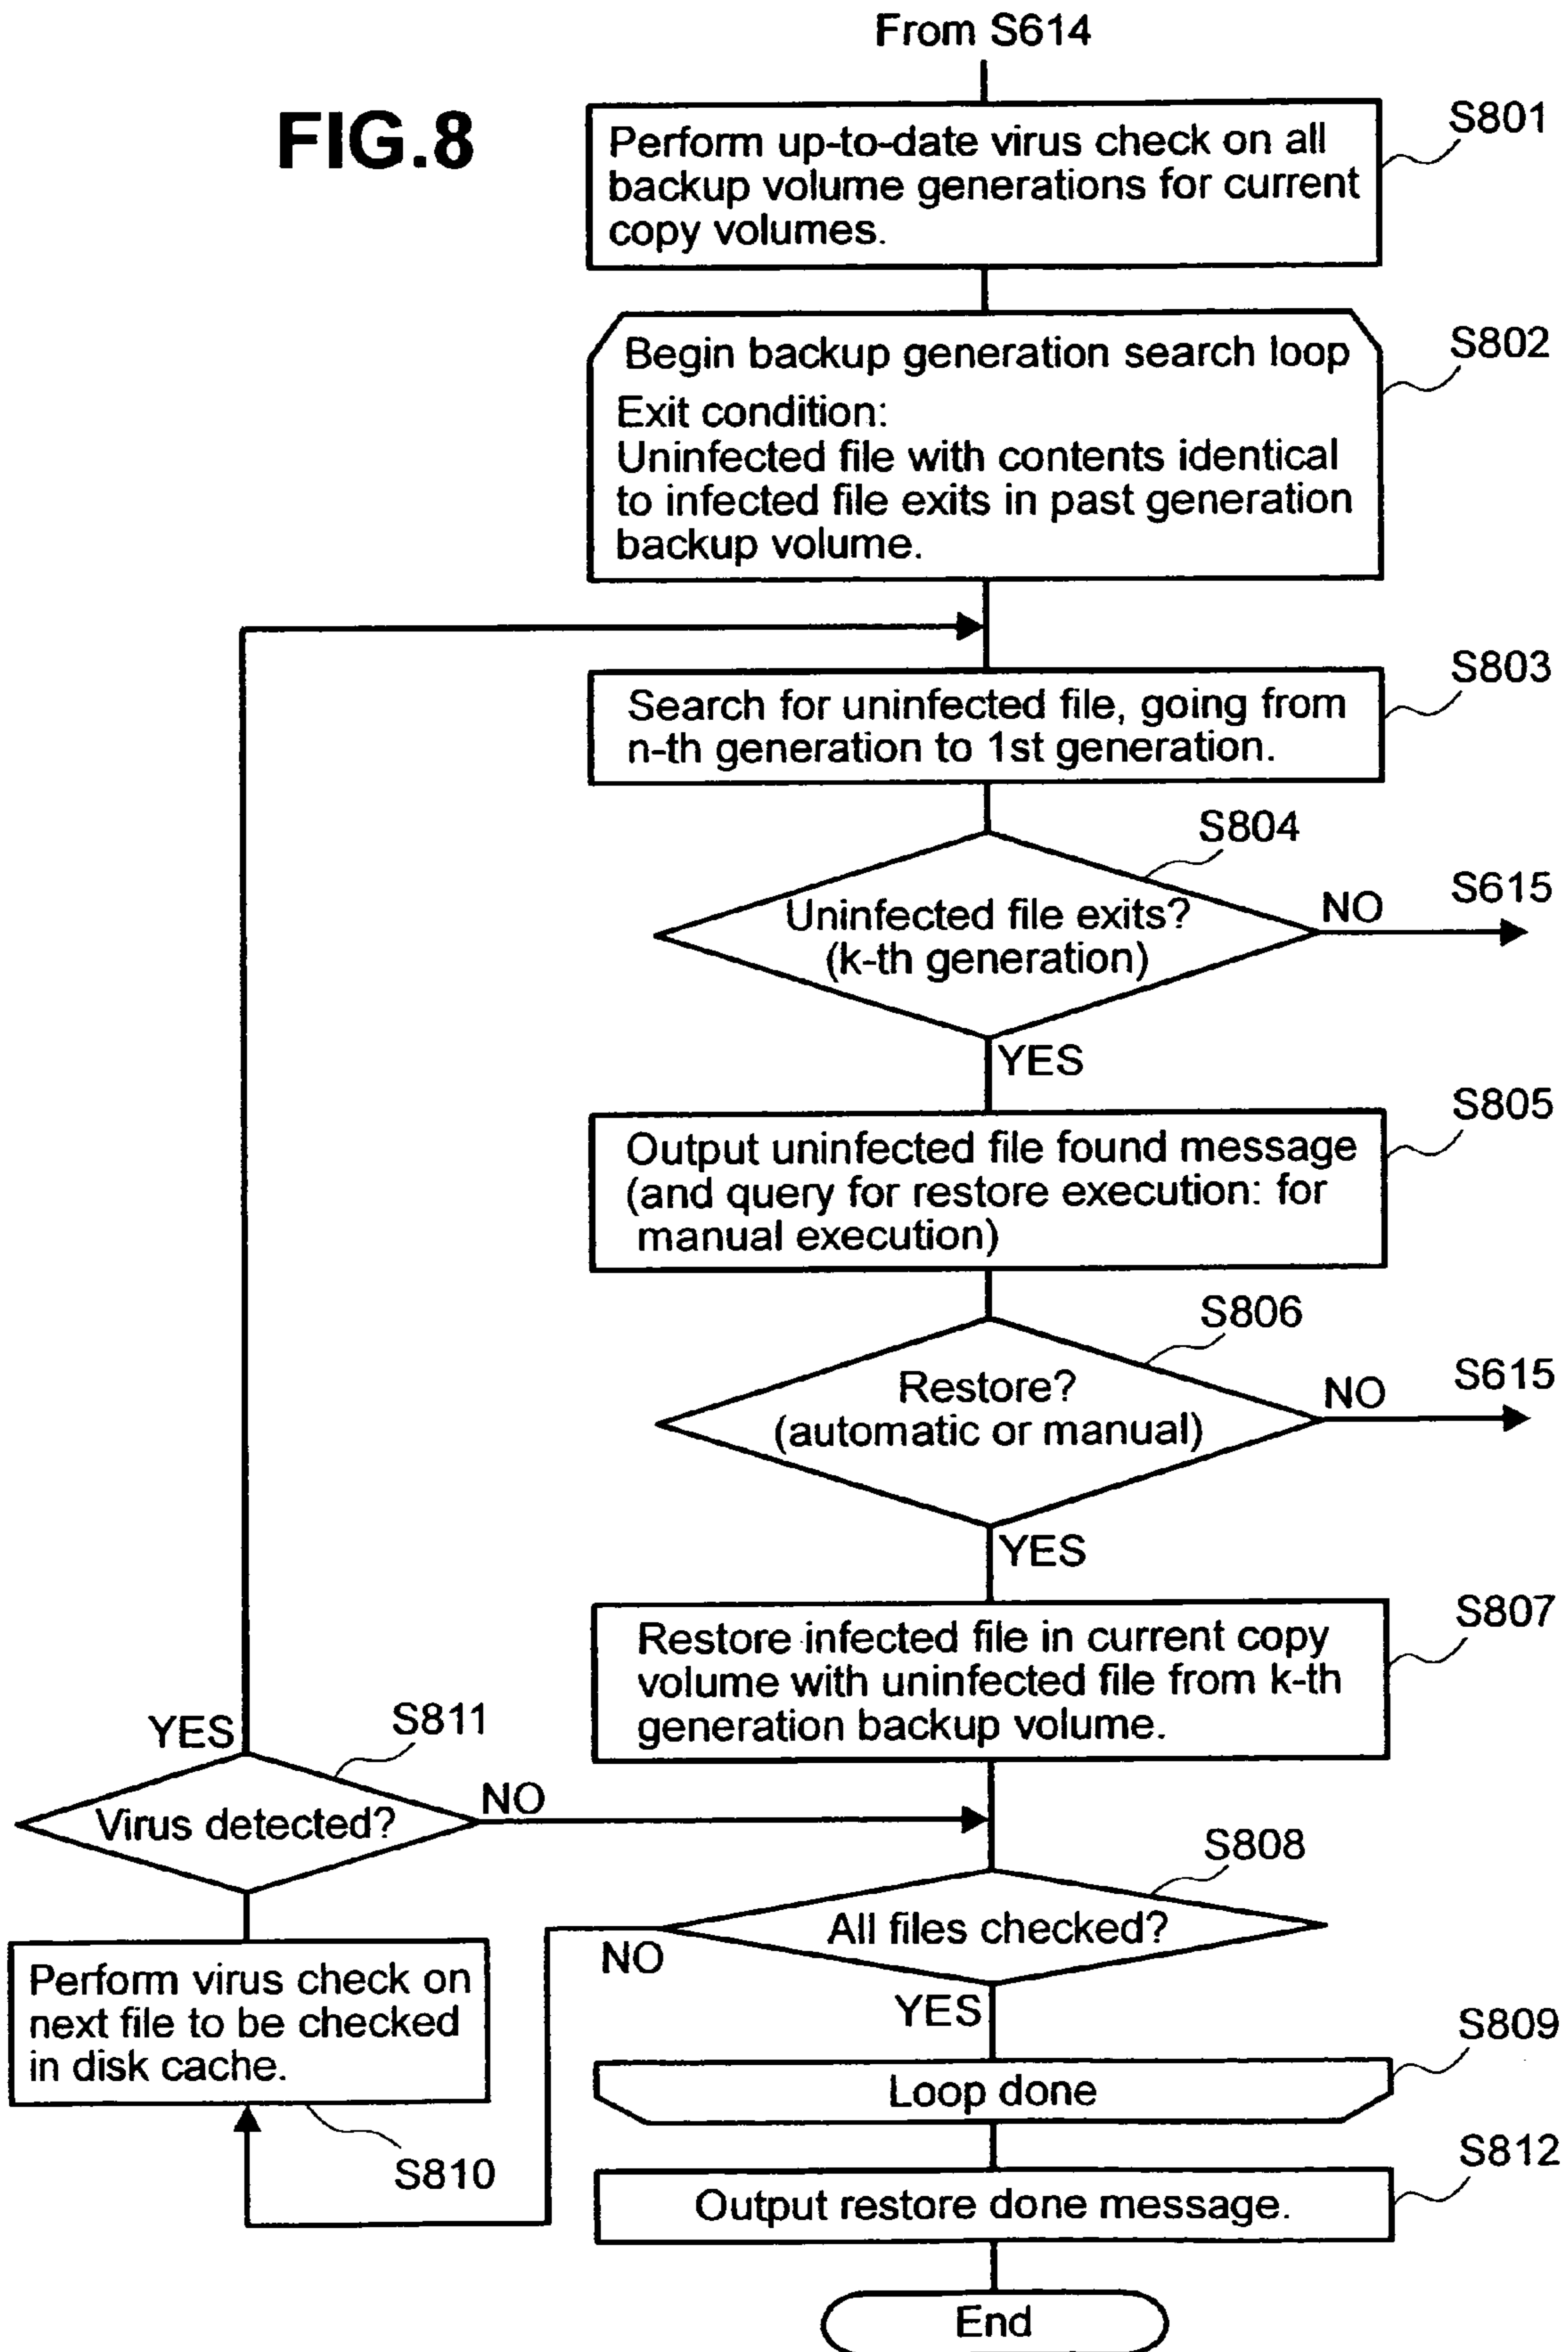 From S614
FIG.8
S801
Perform up-to-date virus check on all
backup volume generations for current
copy volumes.
S802
Begin backup generation search loop
Exit condition:
Uninfected file with contents identical
to infected file exits in past generation
backup volume.
S803
Search for uninfected file, going from
n-th generation to 1st generation.
S804
Uninfected file exits?
(k-th generation)
NO
S615
YES
S805
Output uninfected file found message
(and query for restore execution: for
manual execution)
S806
Restore?
(automatic or manual)
NO
S615
YES
S807
Restore infected file in current copy
volume with uninfected file from k-th
generation backup volume.
YES
S811
Virus detected?
NO
S808
All files checked?
NO
YES
Perform virus check on
next file to be checked
in disk cache.
S810
S809
Loop done
S812
Output restore done message.
End